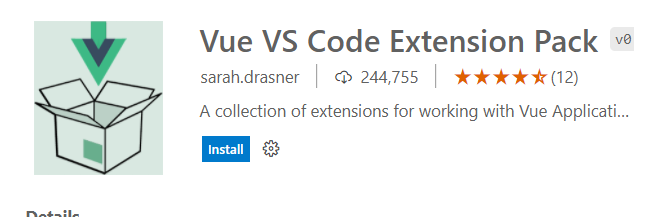 Vue VS Code Extension Pack v0
sarah.drasner 244,755 (12)
A collection of extensions for working with Vue Applicati...
Install
Details